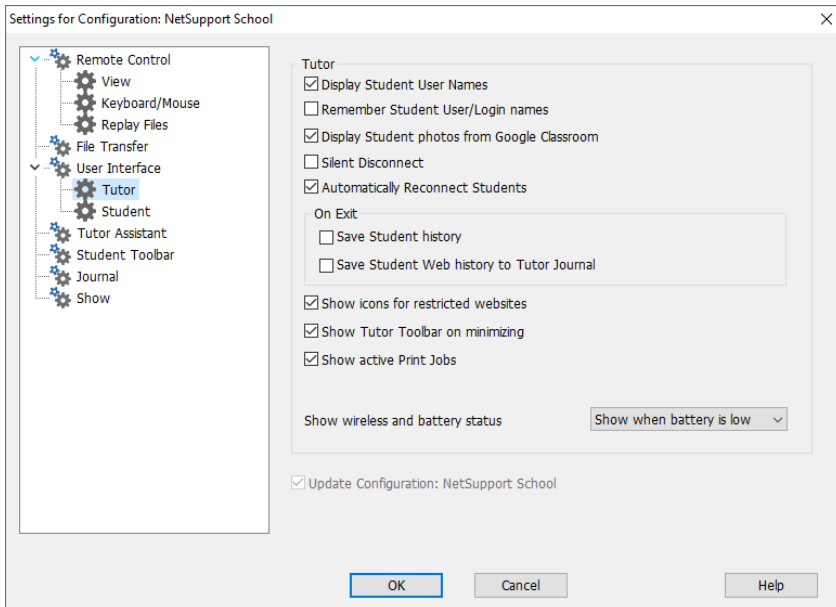 Settings for Configuration: NetSupport School
Remote Control
View
Keyboard/Mouse
Replay Files
File Transfer
User Interface
Tutor
Student
Tutor Assistant
Student Toolbar
Journal
Show
Tutor
Display Student User Names
Remember Student User/Login names
Display Student photos from Google Classroom
Silent Disconnect
Automatically Reconnect Students
On Exit
Save Student history
Save Student Web history to Tutor Journal
Show icons for restricted websites
Show Tutor Toolbar on minimizing
Show active Print Jobs
Show wireless and battery status Show when battery is low
Update Configuration: NetSupport School
OK Cancel Help